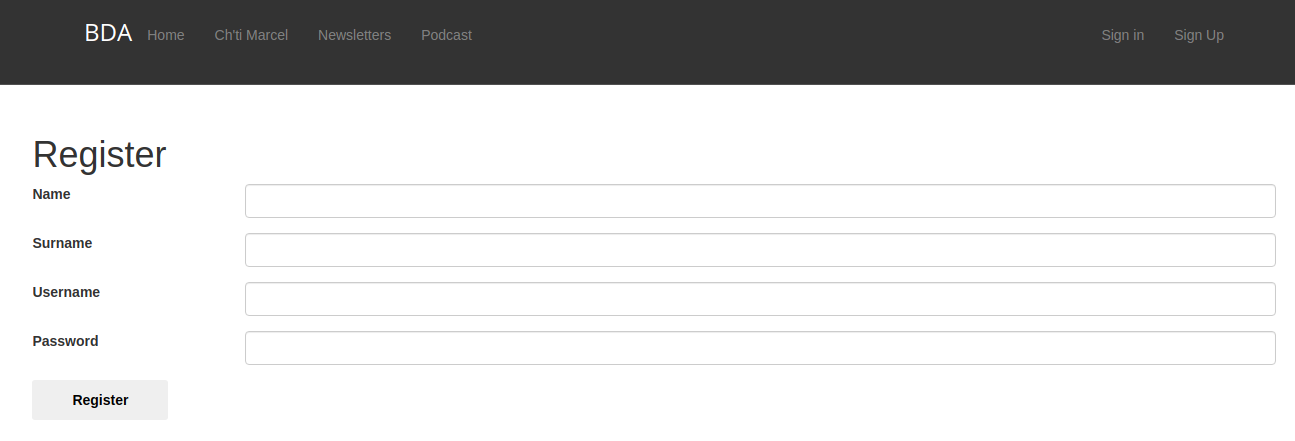 BDA Home Ch'ti Marcel Newsletters Podcast Sign in Sign Up
Register
Name
Surname
Username
Password
Register